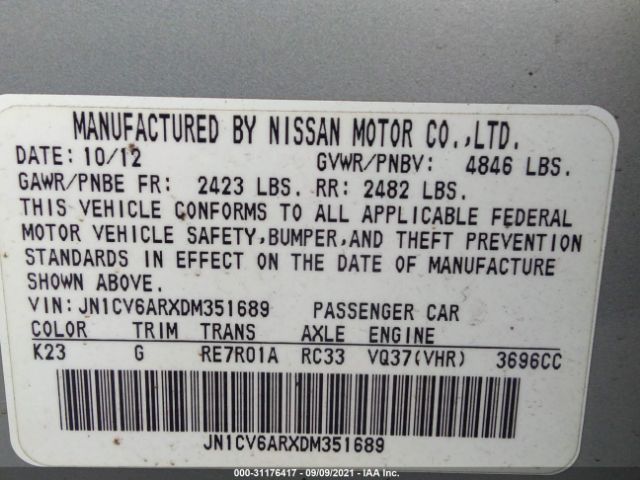 MANUFACTURED BY NISSAN MOTOR CO.,LTD.
DATE: 10/12 GVWR/PNBV: 4846 LBS.
GAWR/PNBE FR: 2423 LBS. RR: 2482 LBS.
THIS VEHICLE CONFORMS TO ALL APPLICABLE FEDERAL
MOTOR VEHICLE SAFETY,BUMPER,AND THEFT PREVENTION
STANDARDS IN EFFECT ON THE DATE OF MANUFACTURE
SHOWN ABOVE.
VIN: JN1CV6ARXDM351689 PASSENGER CAR
COLOR TRIM TRANS AXLE ENGINE
K23 G RE7R01A RC33 VQ37(VHR) 3696CC
JN1CV6ARXDM351689
000-31176417 - 09/09/2021 - IAA Inc.